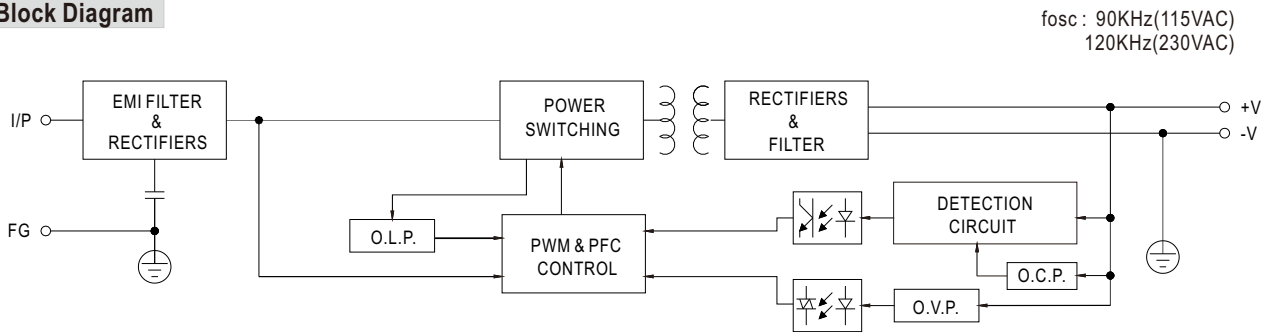 Block Diagram
fosc : 90KHz(115VAC)
120KHz(230VAC)
I/P
EMI FILTER
&
RECTIFIERS
POWER
SWITCHING
RECTIFIERS
&
FILTER
+V
-V
FG
O.L.P.
PWM & PFC
CONTROL
DETECTION
CIRCUIT
O.C.P.
O.V.P.